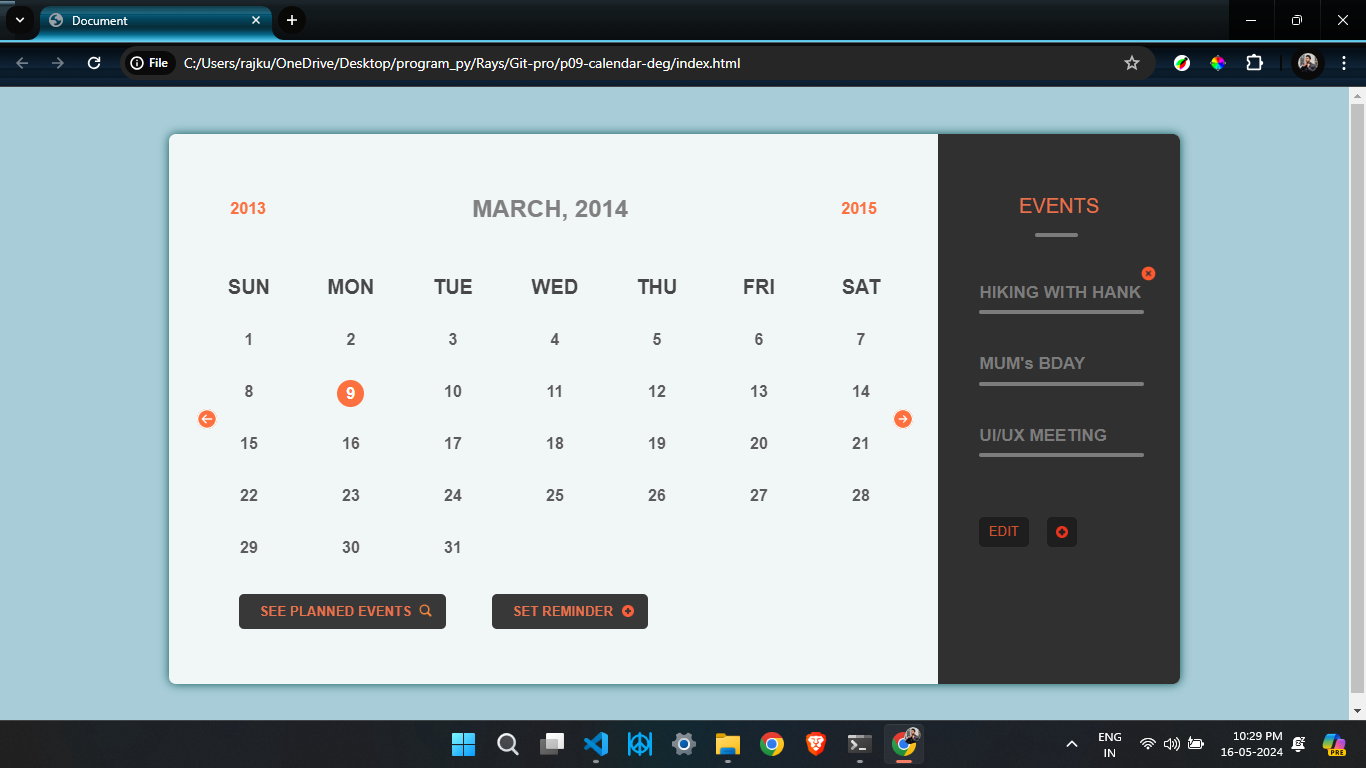 Document
File C:/Users/rajku/OneDrive/Desktop/program_py/Rays/Git-pro/p09-calendar-deg/index.html
2013 MARCH, 2014 2015
SUN MON TUE WED THU FRI SAT
1 2 3 4 5 6 7
8 9 10 11 12 13 14
15 16 17 18 19 20 21
22 23 24 25 26 27 28
29 30 31
SEE PLANNED EVENTS SET REMINDER
EVENTS
HIKING WITH HANK
MUM's BDAY
UI/UX MEETING
EDIT
ENG
IN
10:29 PM
16-05-2024
PRE